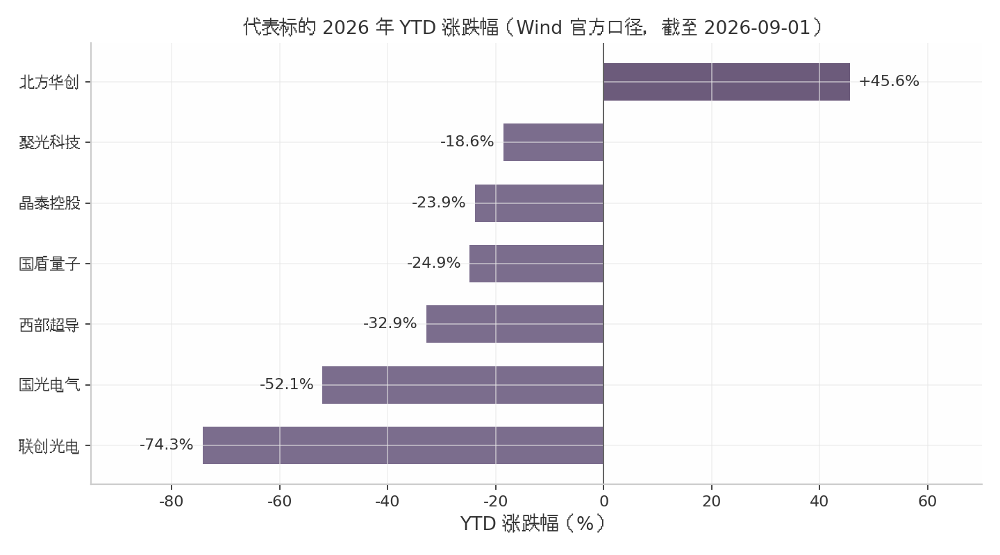 代表标的 2026 年 YTD 涨跌幅（Wind 官方口径，截至 2026-09-01）
北方华创
+45.6%
聚光科技
-18.6%
晶泰控股
-23.9%
国盾量子
-24.9%
西部超导
-32.9%
国光电气
-52.1%
联创光电
-74.3%
-80 -60 -40 -20 0 20 40 60
YTD 涨跌幅（%）